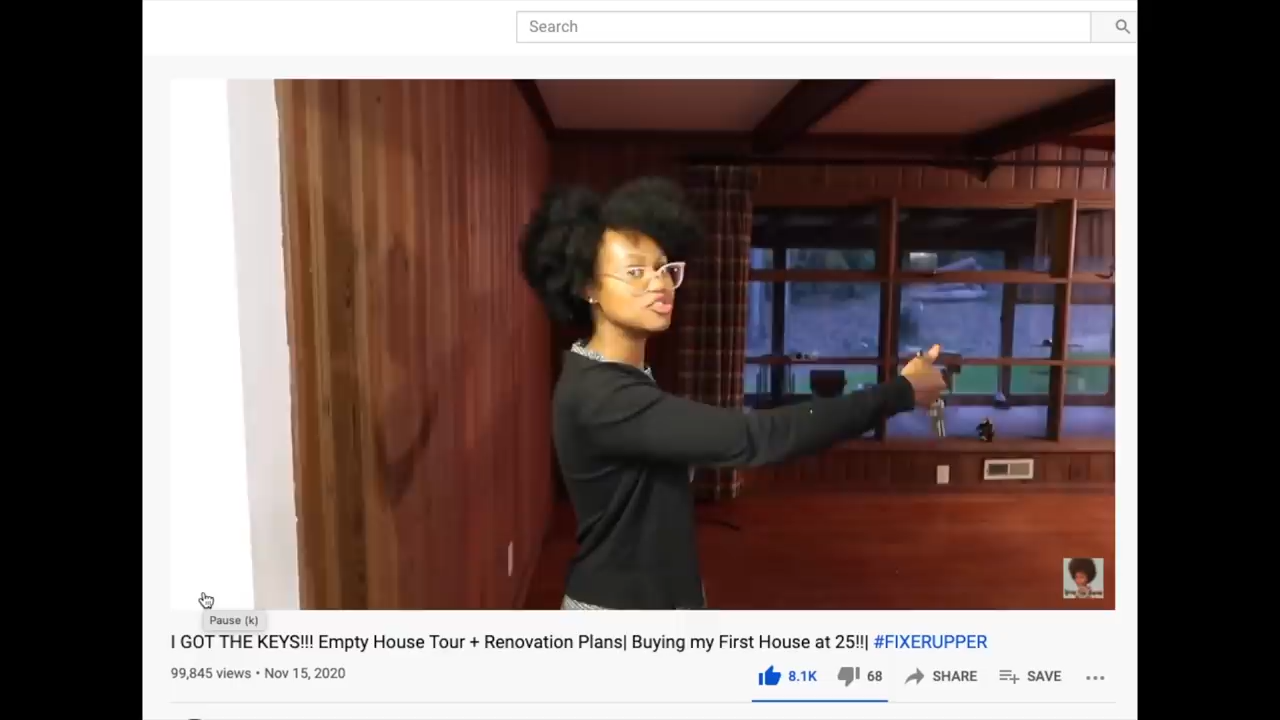 Search
Pause (k)
I GOT THE KEYS!!! Empty House Tour + Renovation Plans| Buying my First House at 25!!| #FIXERUPPER
99,845 views • Nov 15, 2020
8.1K
68
SHARE
SAVE